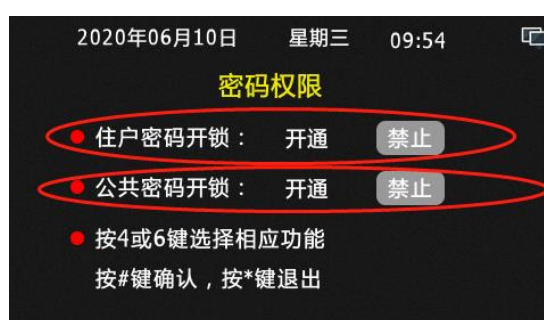 2020年06月10日 星期三 09:54
密码权限
住户密码开锁： 开通 禁止
公共密码开锁： 开通 禁止
按4或6键选择相应功能
按#键确认，按*键退出